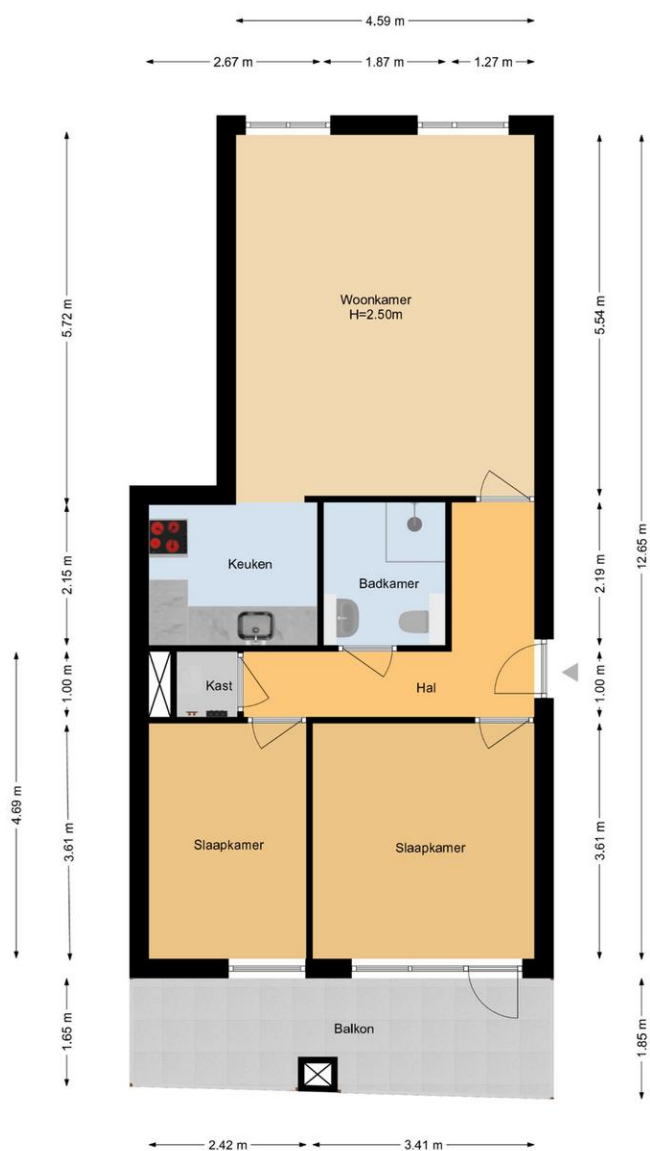 4.59 m
2.67 m
1.87 m
1.27 m
5.72 m
5.54 m
Woonkamer
H=2.50m
12.65 m
2.15 m
2.19 m
Keuken
Badkamer
1.00 m
1.00 m
Kast
Hal
4.69 m
3.61 m
3.61 m
Slaapkamer
Slaapkamer
1.65 m
1.85 m
Balkon
2.42 m
3.41 m